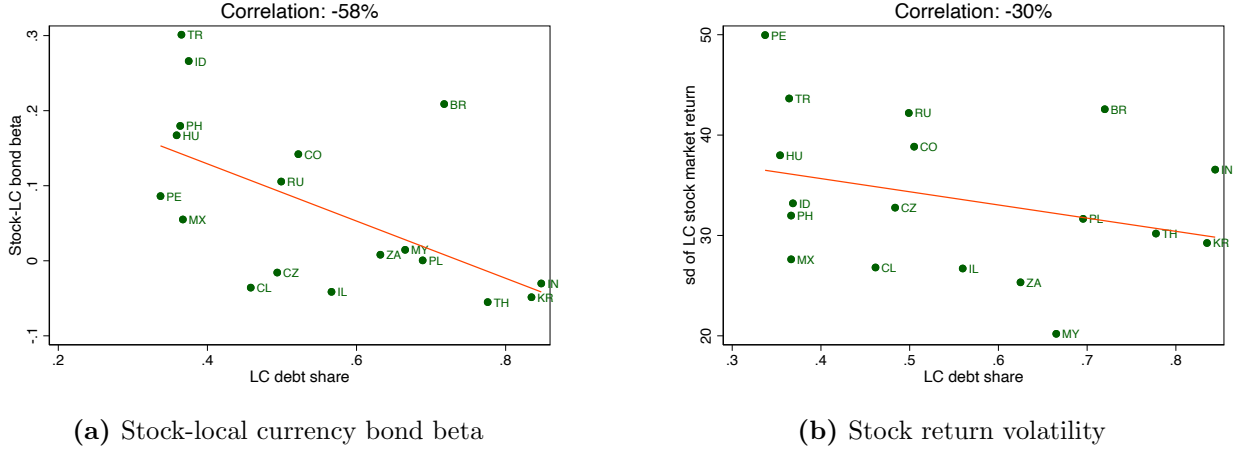 Correlation: -58%
.3
.2
.1
0
-.1
Stock-LC bond beta
TR
ID
BR
PH
HU
CO
RU
PE
MX
MY
ZA
PL
CZ
IN
CL
IL
KR
TH
.2
.4
.6
.8
LC debt share
(a) Stock-local currency bond beta
Correlation: -30%
50
40
30
20
sd of LC stock market return
PE
TR
BR
RU
CO
HU
IN
ID
CZ
PH
PL
TH
KR
MX
CL
IL
ZA
MY
.3
.4
.5
.6
.7
.8
LC debt share
(b) Stock return volatility